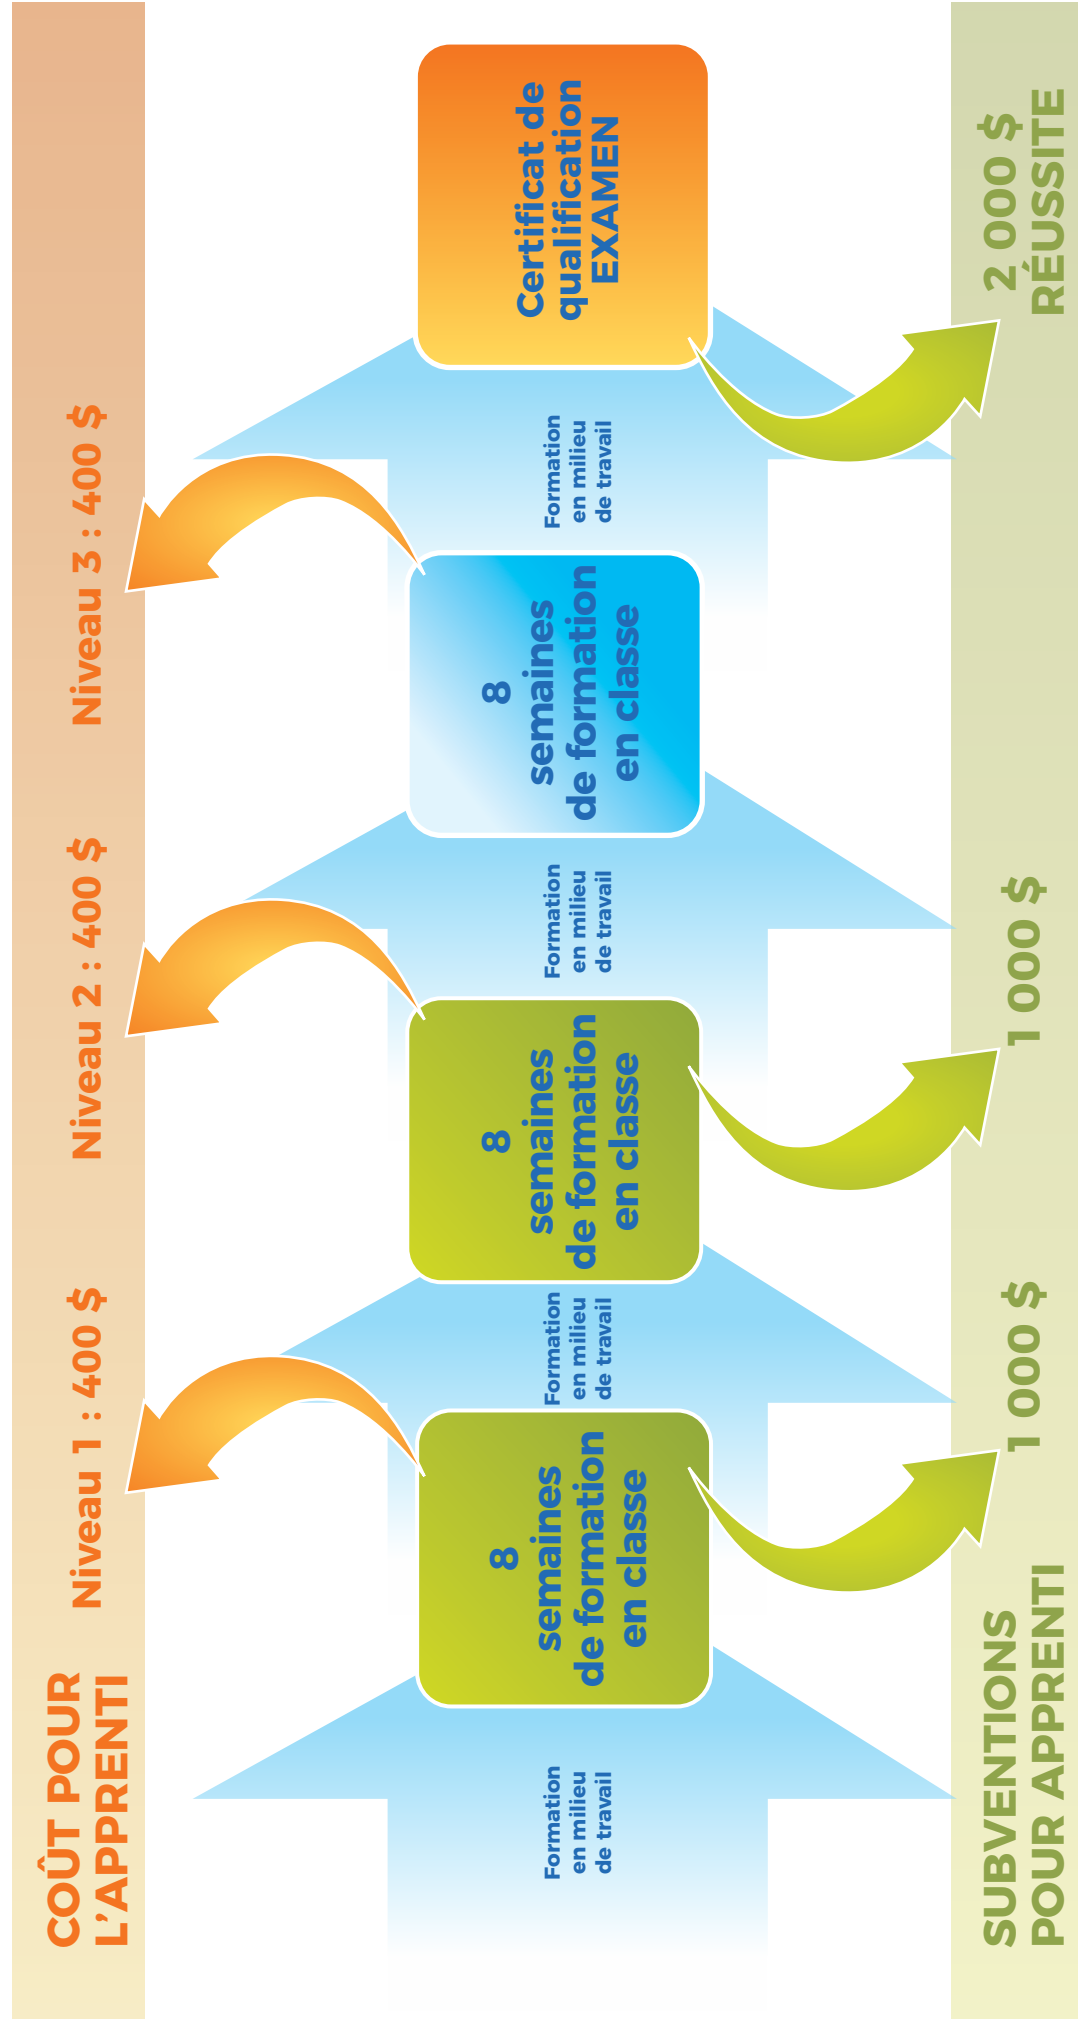 COÛT POUR
L'APPRENTI
Niveau 1 : 400 $
Niveau 2 : 400 $
Niveau 3 : 400 $
Formation
en milieu
de travail
8
semaines
de formation
en classe
Formation
en milieu
de travail
8
semaines
de formation
en classe
Formation
en milieu
de travail
8
semaines
de formation
en classe
Formation
en milieu
de travail
Certificat de
qualification
EXAMEN
SUBVENTIONS
POUR APPRENTI
1 000 $
1 000 $
2 000 $
RÉUSSITE